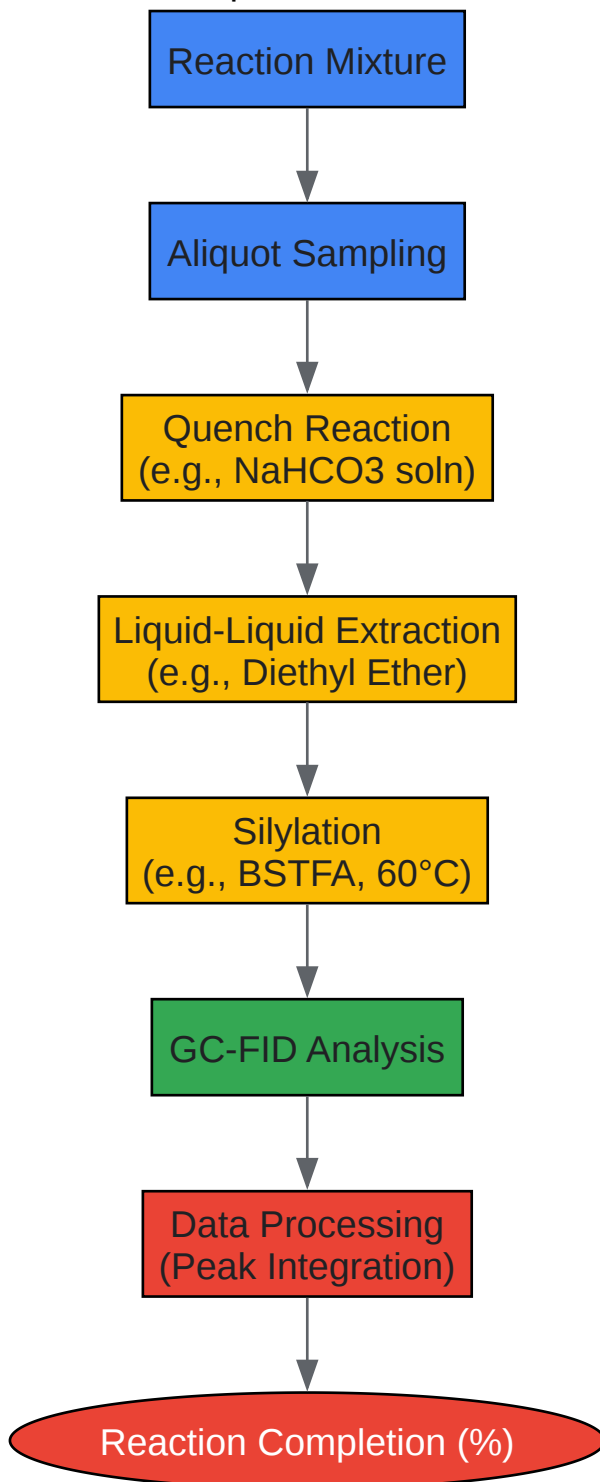 Reaction Mixture
Aliquot Sampling
Quench Reaction
(e.g., NaHCO3 soln)
Liquid-Liquid Extraction
(e.g., Diethyl Ether)
Silylation
(e.g., BSTFA, 60°C)
GC-FID Analysis
Data Processing
(Peak Integration)
Reaction Completion (%)